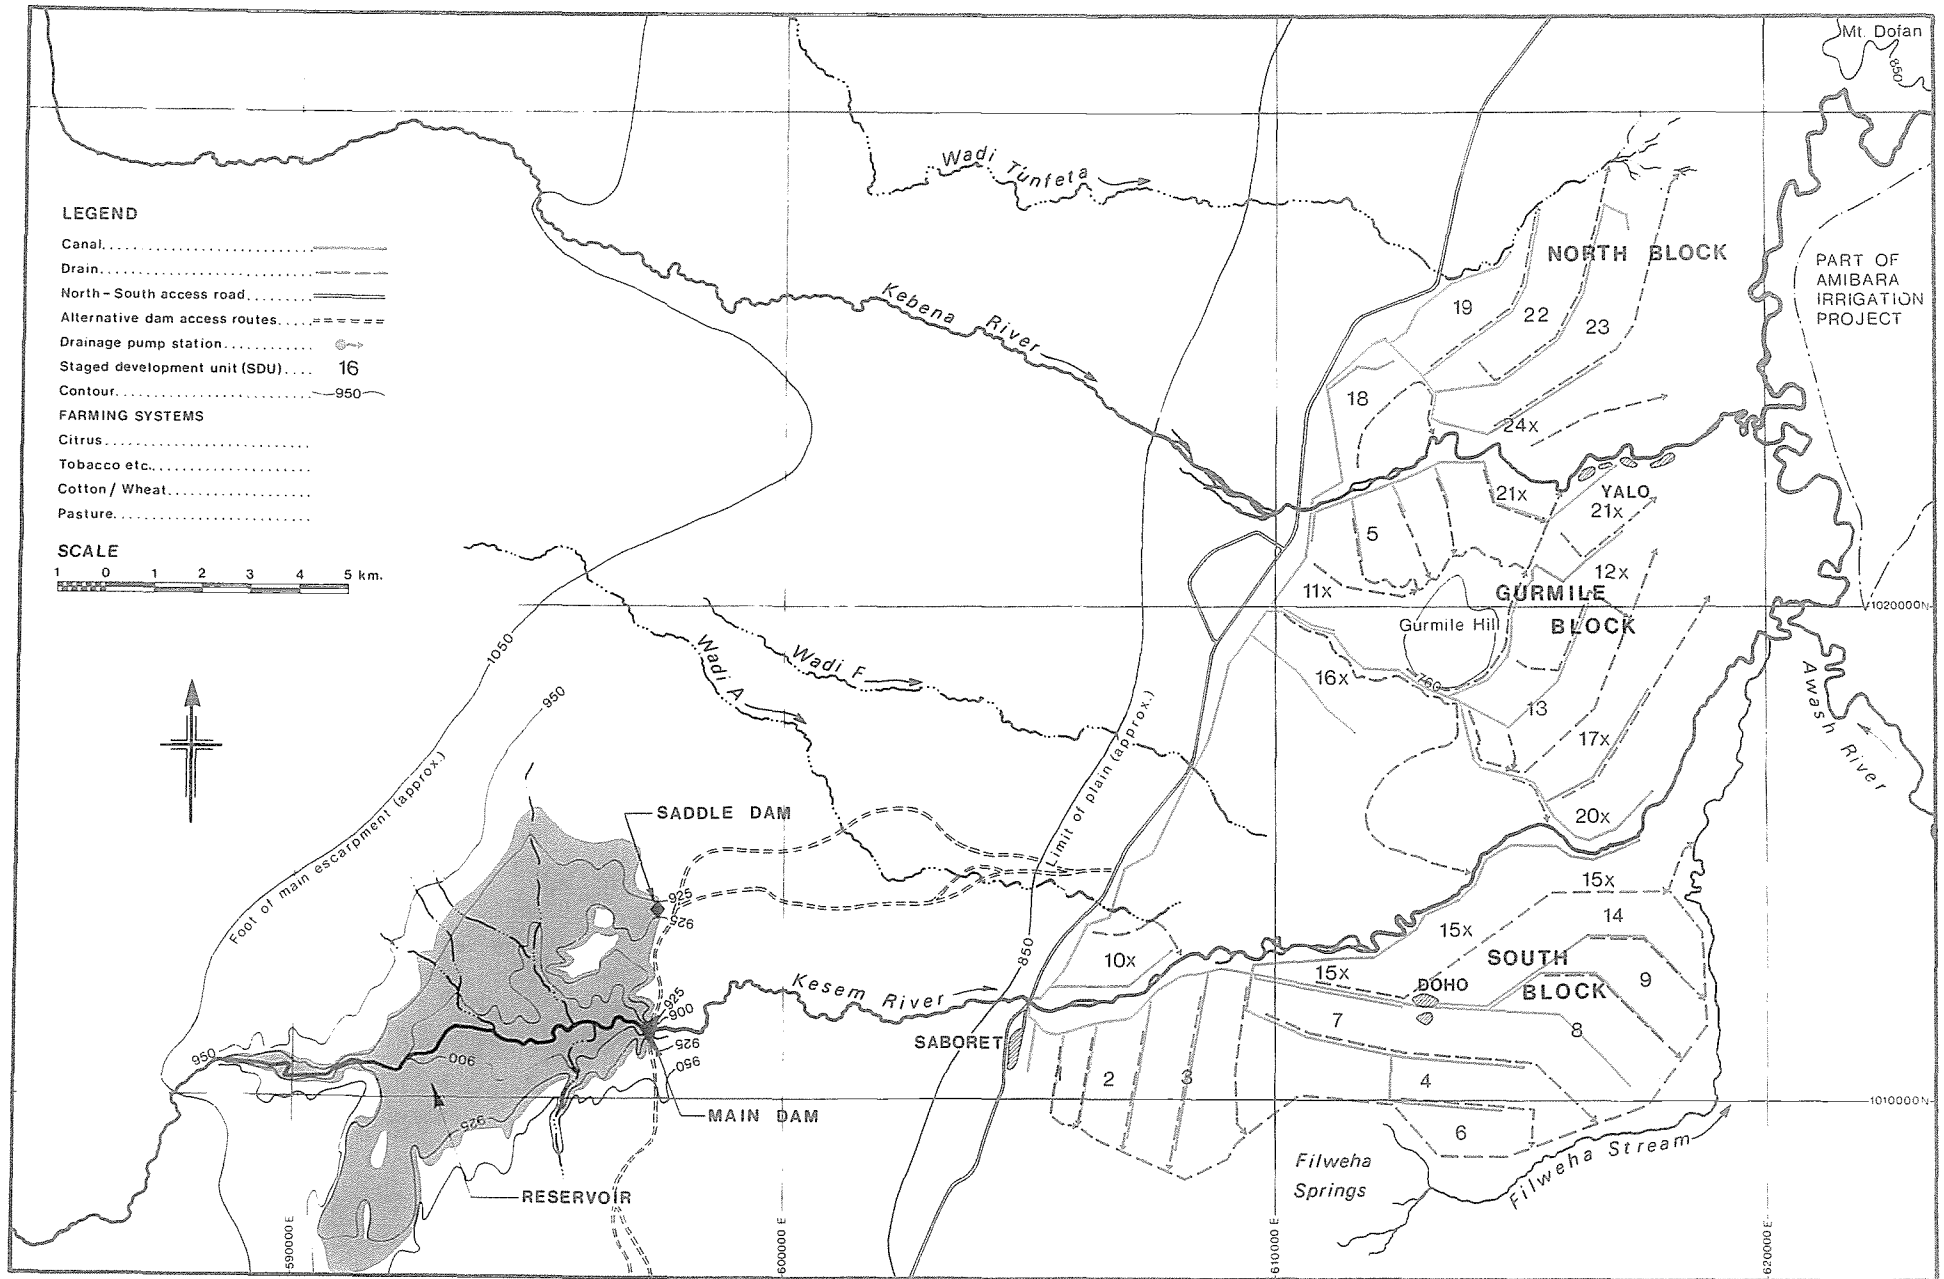 Mt. Dofan
850
Wadi Tunfeta
LEGEND
Canal
Drain
North-South access road
Alternative dam access routes
Drainage pump station
Staged development unit (SDU) 16
Contour 950
FARMING SYSTEMS
Citrus
Tobacco etc.
Cotton / Wheat
Pasture
SCALE
1 0 1 2 3 4 5 km.
NORTH BLOCK
PART OF
AMIBARA
IRRIGATION
PROJECT
Kebena River
19
22
23
18
24x
21x
YALO
21x
5
12x
11x
GURMILE
BLOCK
1020000N
Gurmile Hill
16x
760
13
17x
20x
Awash River
1050
950
Wadi A
Wadi F
Foot of main escarpment (approx.)
Limit of plain (approx.)
850
SADDLE DAM
925
925
15x
14
15x
10x
15x
SOUTH
BLOCK
DOHO
9
Kesem River
925
900
925
950
950
900
SABORET
7
8
1
2
3
4
6
1010000N
MAIN DAM
925
RESERVOIR
Filweha
Springs
Filweha Stream
590000E
600000 E
610000 E
620000 E